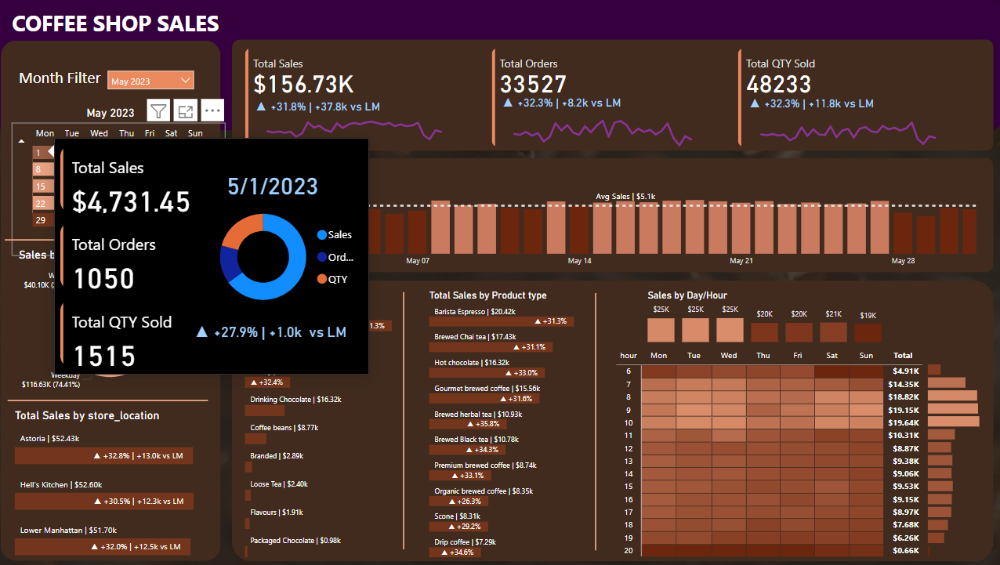 COFFEE SHOP SALES
Month Filter
May 2023
May 2023
Mon Tue Wed Thu Fri Sat Sun
1
8
15
22
29
Total Sales
$156.73K
▲ +31.8% | +37.8k vs LM
Total Orders
33527
▲ +32.3% | +8.2k vs LM
Total QTY Sold
48233
▲ +32.3% | +11.8k vs LM
Total Sales
$4,731.45
Total Orders
1050
Total QTY Sold
1515
5/1/2023
Sales
Ord...
QTY
▲ +27.9% | +1.0k vs LM
Avg Sales | $5.1k
May 07
May 14
May 21
May 28
Sales b
$40.10K
Weekday
$116.63K (74.41%)
Total Sales by store_location
Astoria | $52.43k
▲ +32.8% | +13.0k vs LM
Hell's Kitchen | $52.60k
▲ +30.5% | +12.3k vs LM
Lower Manhattan | $51.70k
▲ +32.0% | +12.5k vs LM
1.3%
▲ +32.4%
Drinking Chocolate | $16.32k
Coffee beans | $8.77k
Branded | $2.89k
Loose Tea | $2.40k
Flavours | $1.91k
Packaged Chocolate | $0.98k
Total Sales by Product type
Barista Espresso | $20.42k
▲ +31.3%
Brewed Chai tea | $17.43k
▲ +31.1%
Hot chocolate | $16.32k
▲ +33.0%
Gourmet brewed coffee | $15.56k
▲ +31.6%
Brewed herbal tea | $10.93k
▲ +35.8%
Brewed Black tea | $10.78k
▲ +34.3%
Premium brewed coffee | $8.74k
▲ +33.1%
Organic brewed coffee | $8.35k
▲ +26.3%
Scone | $8.31k
▲ +29.2%
Drip coffee | $7.29k
▲ +34.6%
Sales by Day/Hour
$25K $25K $25K $20K $20K $21K $19K
hour Mon Tue Wed Thu Fri Sat Sun Total
6 $4.91K
7 $14.35K
8 $18.82K
9 $19.15K
10 $19.64K
11 $10.31K
12 $8.87K
13 $9.38K
14 $9.06K
15 $9.53K
16 $9.15K
17 $8.97K
18 $7.68K
19 $6.26K
20 $0.66K